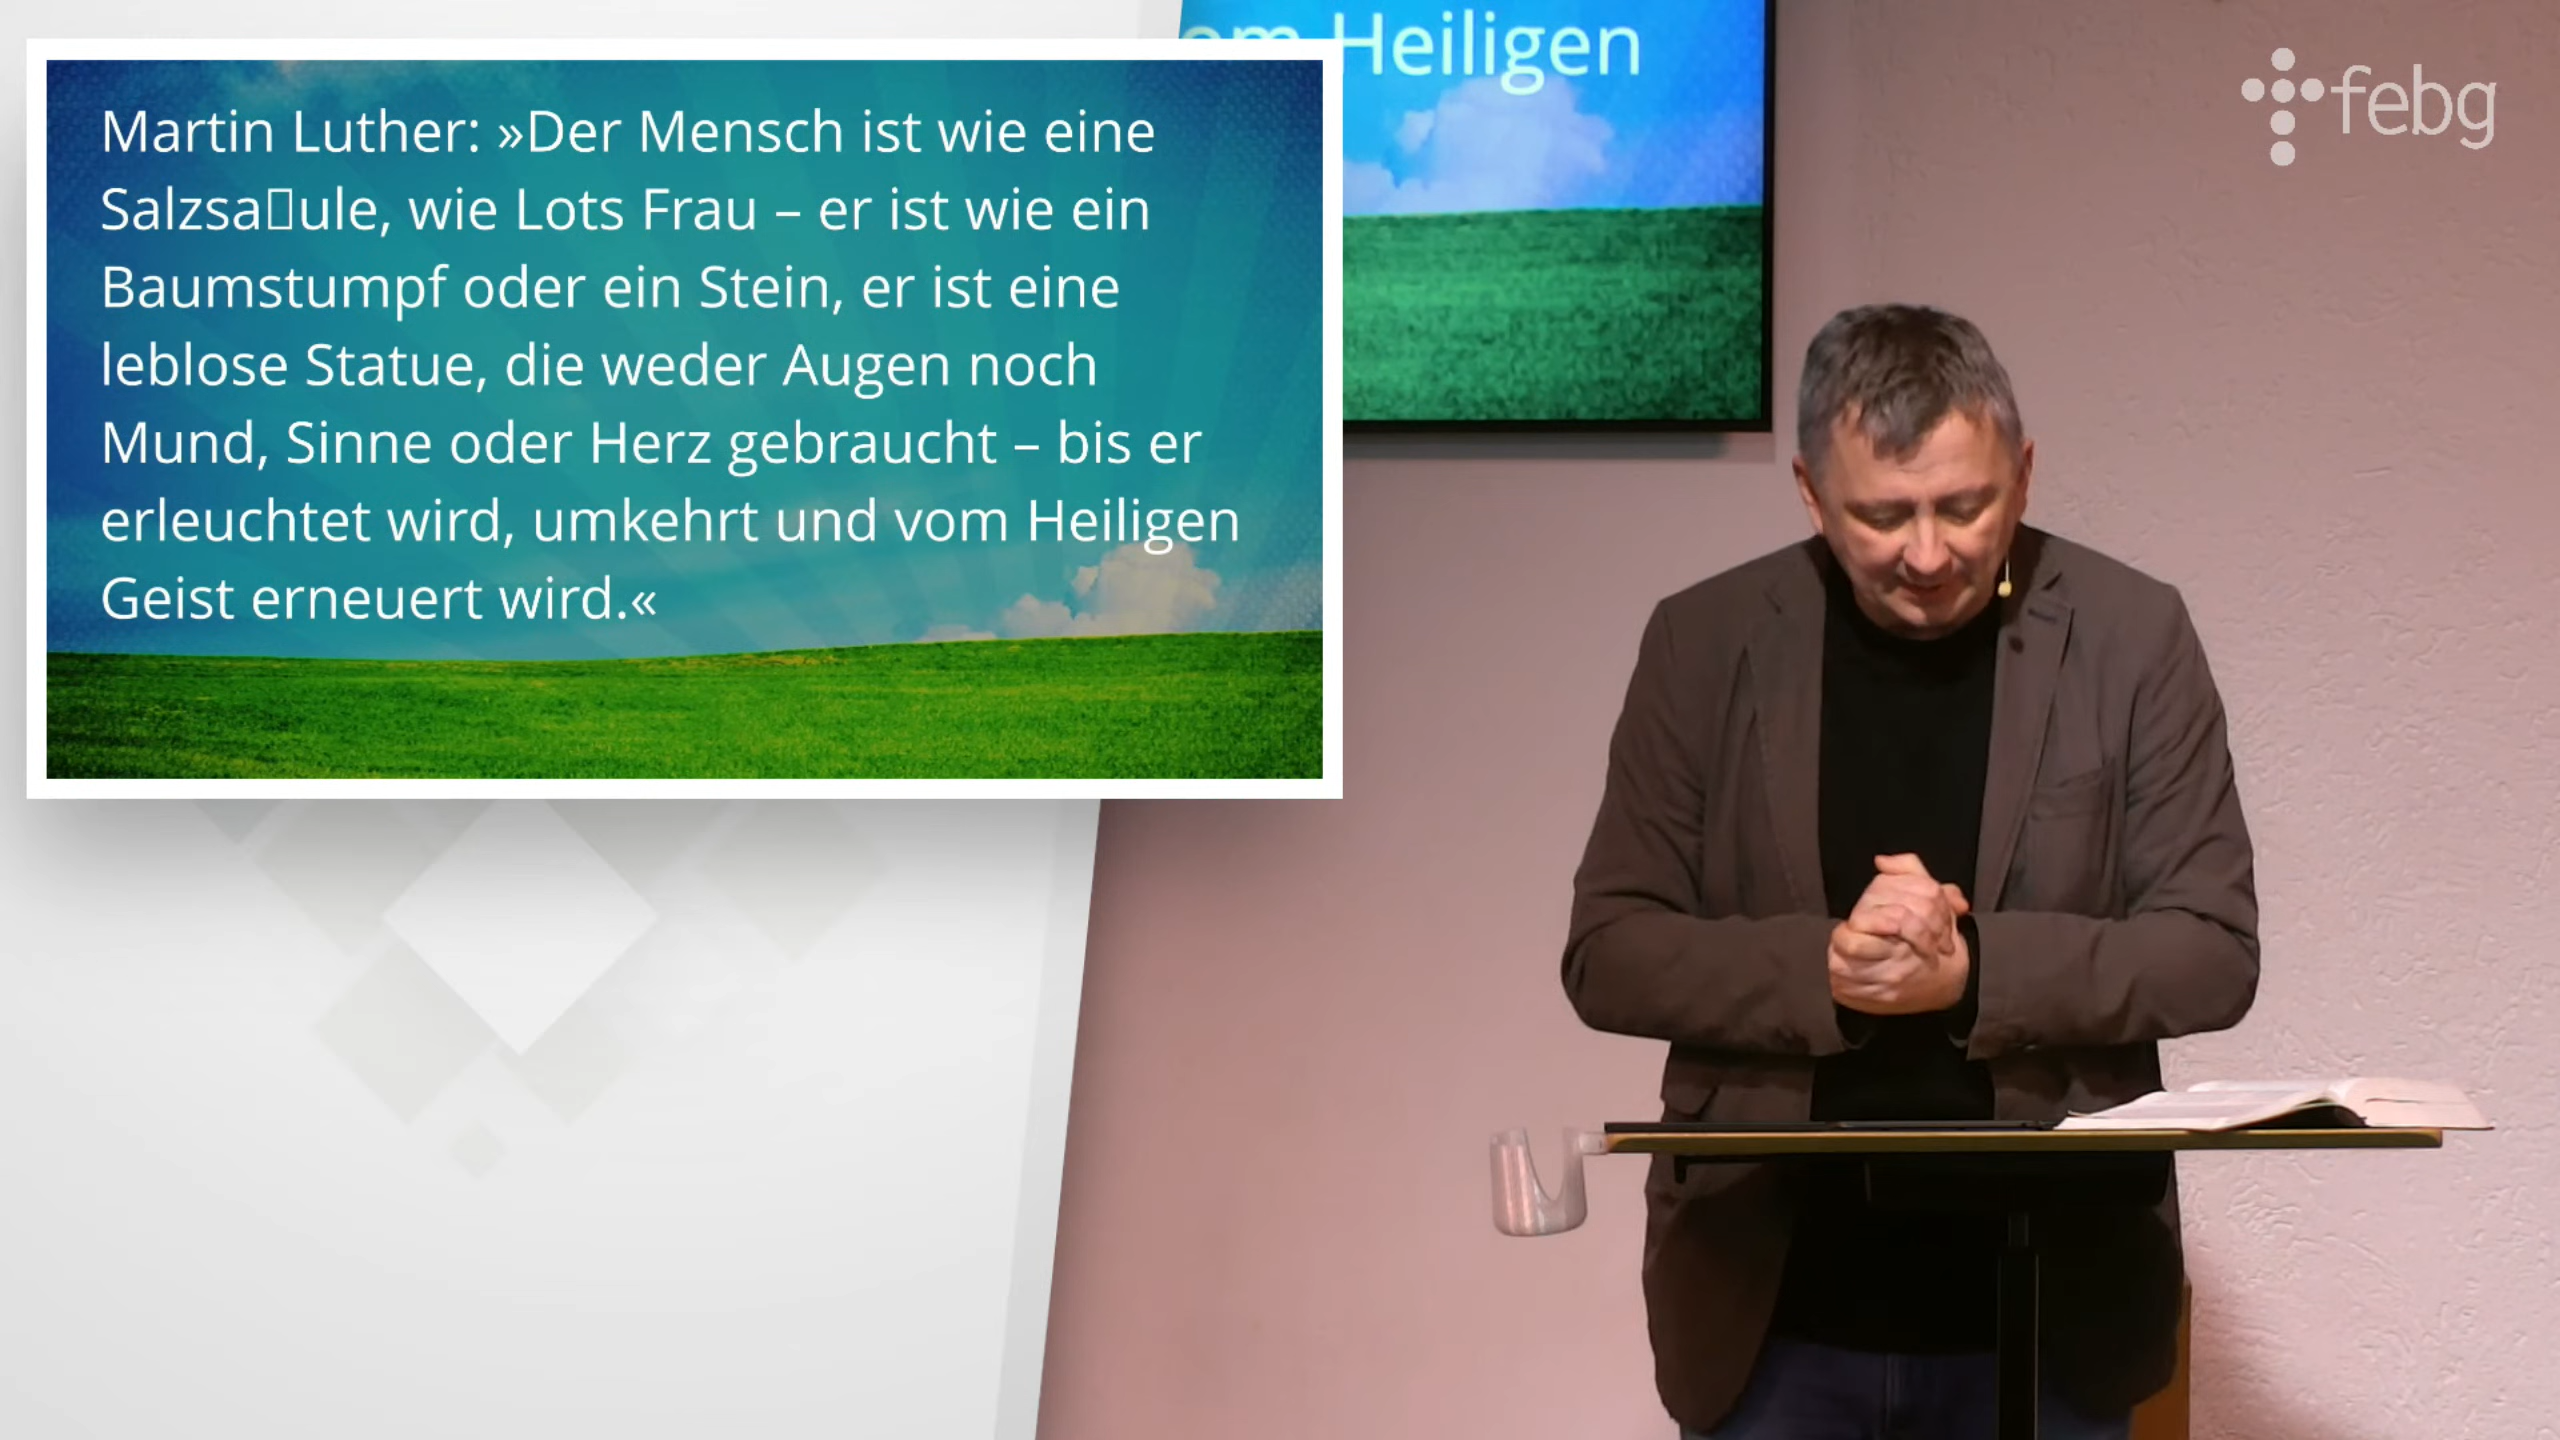 Martin Luther: »Der Mensch ist wie eine
Salzsa▯ule, wie Lots Frau – er ist wie ein
Baumstumpf oder ein Stein, er ist eine
leblose Statue, die weder Augen noch
Mund, Sinne oder Herz gebraucht – bis er
erleuchtet wird, umkehrt und vom Heiligen
Geist erneuert wird.«
Heiligen
febg